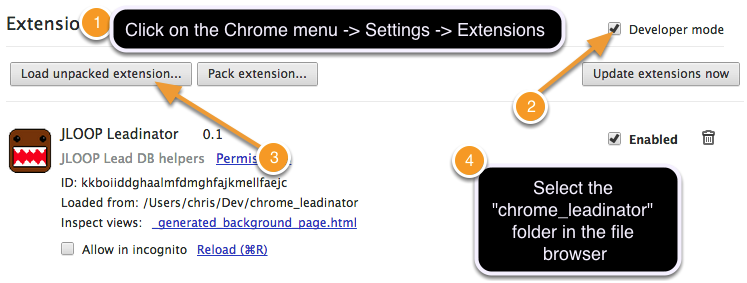 Extension
1
Click on the Chrome menu -> Settings -> Extensions
Developer mode
Load unpacked extension...
Pack extension...
Update extensions now
2
JLOOP Leadinator 0.1
Enabled
JLOOP Lead DB helpers Permis
3
4
ID: kkboiiddghaalmfdmghfajkmellfaejc
Loaded from: /Users/chris/Dev/chrome_leadinator
Inspect views: _generated_background_page.html
Allow in incognito Reload (⌘R)
Select the
"chrome_leadinator"
folder in the file
browser